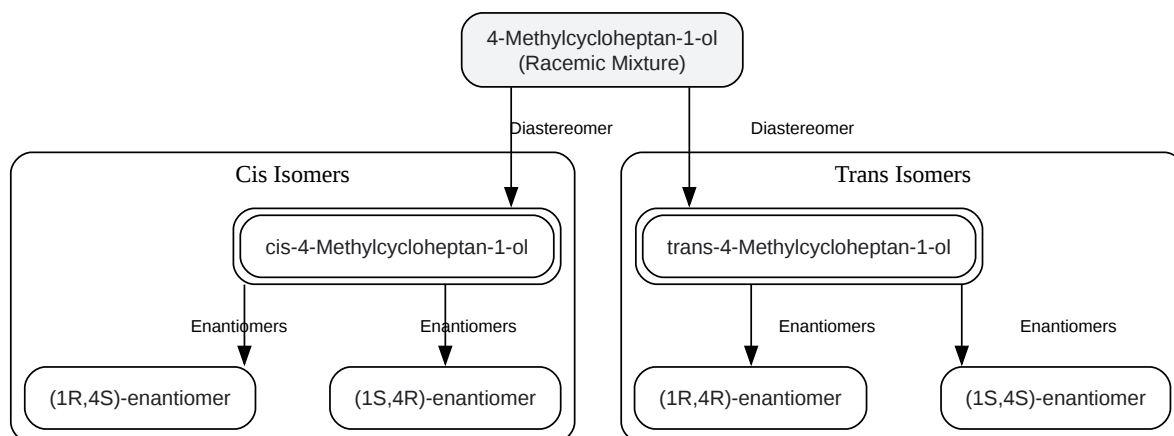 4-Methylcycloheptan-1-ol
(Racemic Mixture)
Diastereomer
Diastereomer
Cis Isomers
Trans Isomers
cis-4-Methylcycloheptan-1-ol
trans-4-Methylcycloheptan-1-ol
Enantiomers
Enantiomers
Enantiomers
Enantiomers
(1R,4S)-enantiomer
(1S,4R)-enantiomer
(1R,4R)-enantiomer
(1S,4S)-enantiomer